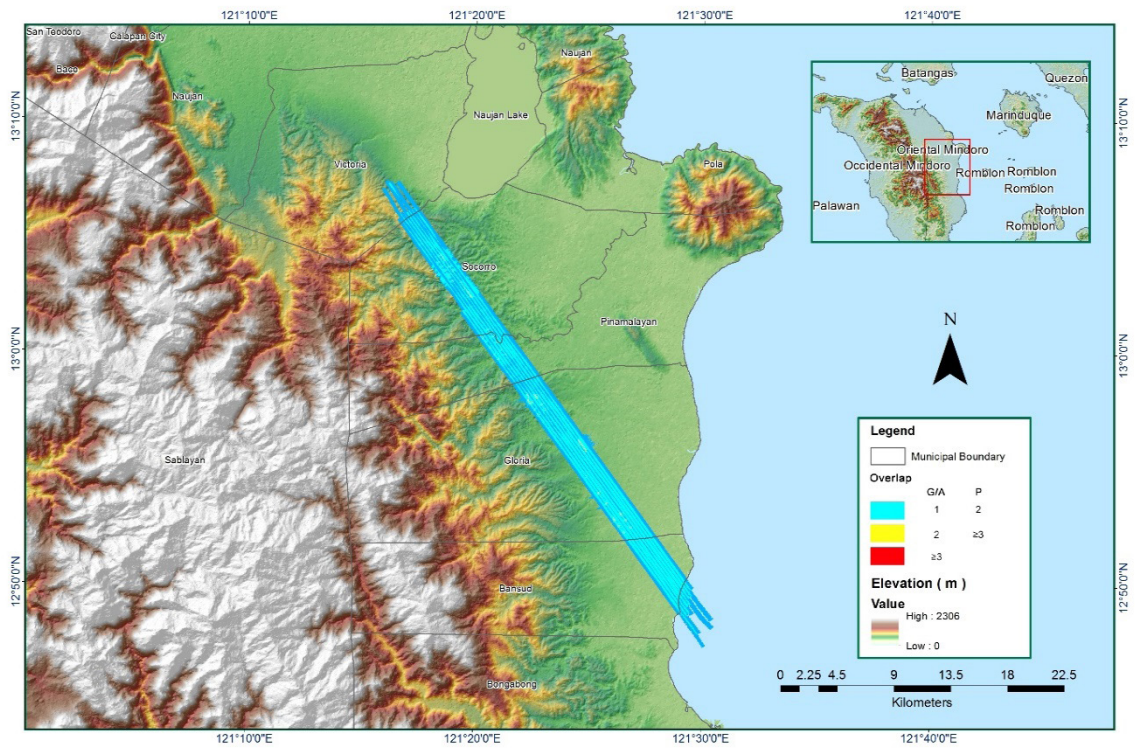 121°10'0"E
121°20'0"E
121°30'0"E
121°40'0"E
San Teodoro
Calapan City
Baco
Naujan
Naujan
Naujan Lake
Victoria
Pola
Socorro
Pinamalayan
Sablayan
Gloria
Bansud
Bongabong
13°10'0"N
13°0'0"N
12°50'0"N
13°10'0"N
13°0'0"N
12°50'0"N
Batangas
Quezon
Marinduque
Oriental Mindoro
Occidental Mindoro
Romblon
Romblon
Romblon
Palawan
Romblon
Romblon
N
Legend
Municipal Boundary
Overlap
G/A P
1 2
2 ≥3
≥3
Elevation ( m )
Value
High : 2306
Low : 0
0 2.25 4.5 9 13.5 18 22.5
Kilometers
121°10'0"E
121°20'0"E
121°30'0"E
121°40'0"E